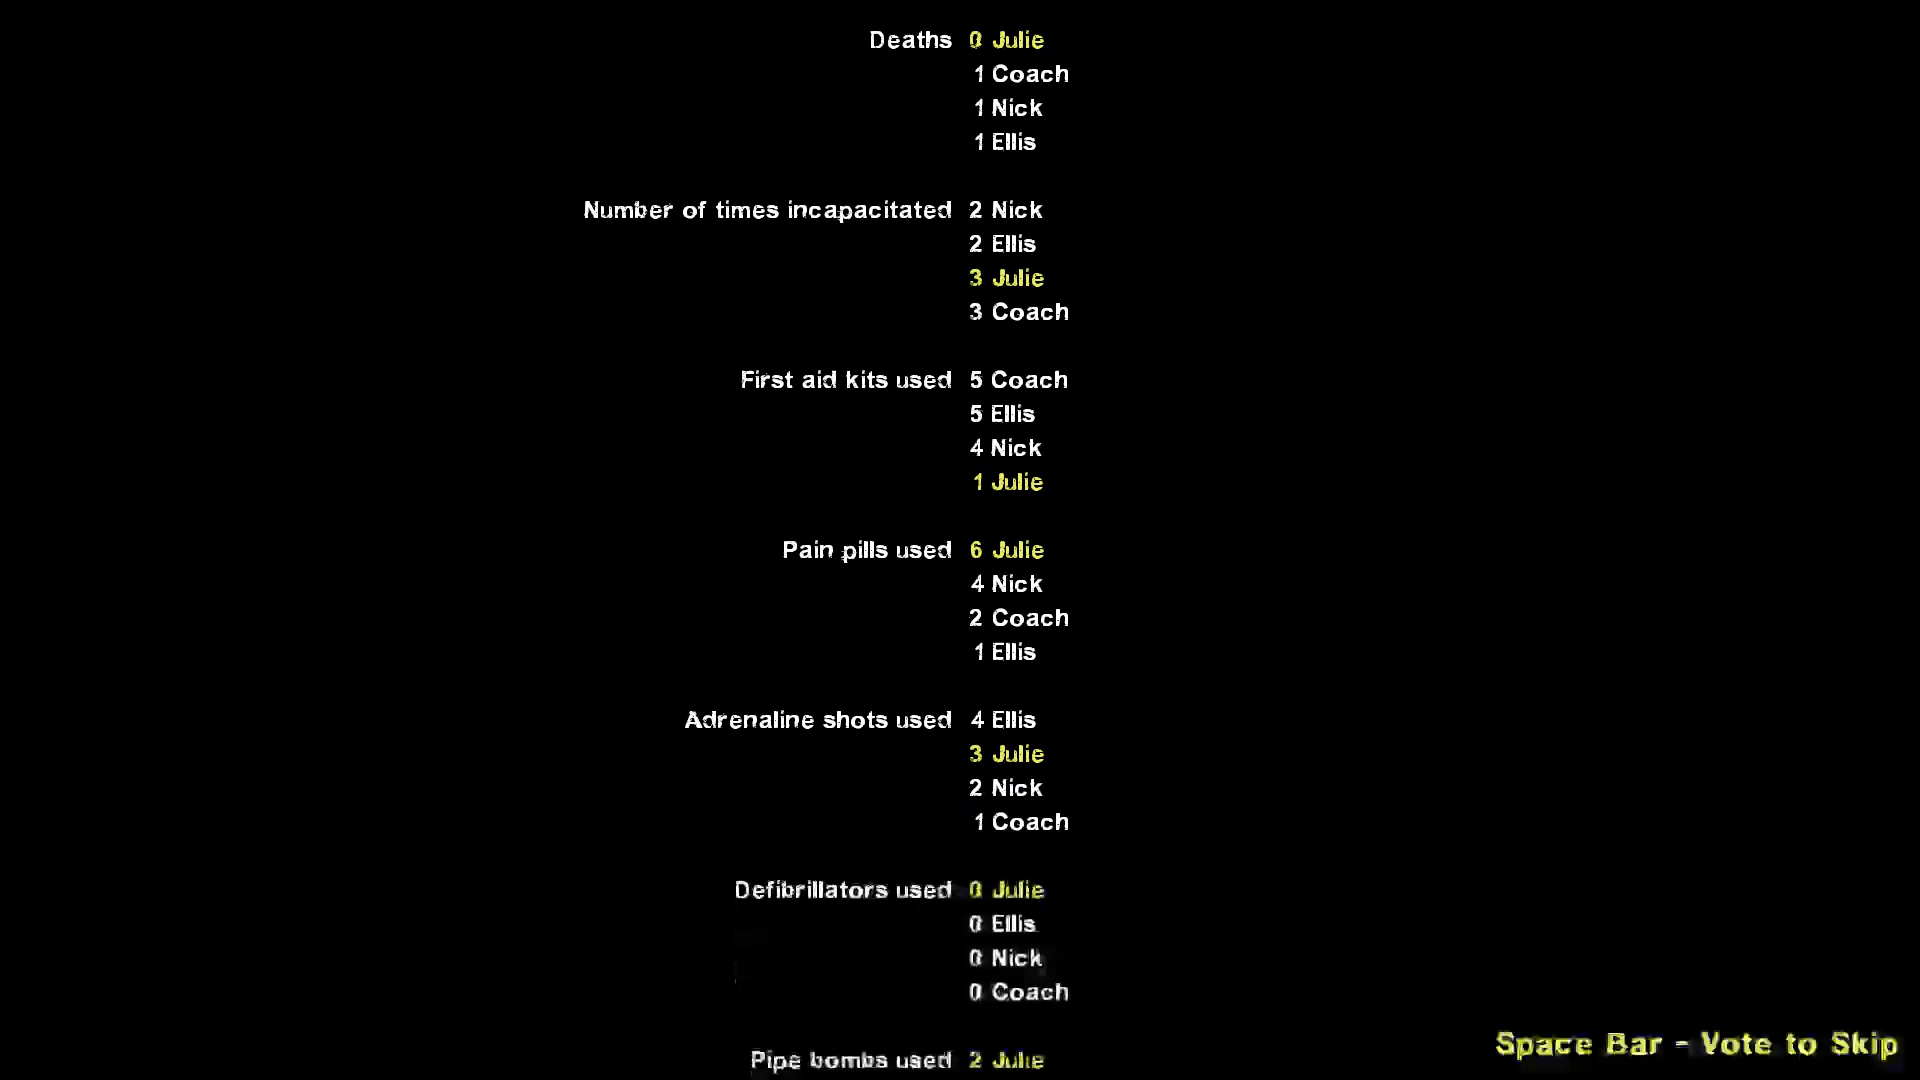 Deaths 0 Julie
1 Coach
1 Nick
1 Ellis
Number of times incapacitated 2 Nick
2 Ellis
3 Julie
3 Coach
First aid kits used 5 Coach
5 Ellis
4 Nick
1 Julie
Pain pills used 6 Julie
4 Nick
2 Coach
1 Ellis
Adrenaline shots used 4 Ellis
3 Julie
2 Nick
1 Coach
Defibrillators used 0 Julie
0 Ellis
0 Nick
0 Coach
Pipe bombs used 2 Julie
Space Bar - Vote to Skip